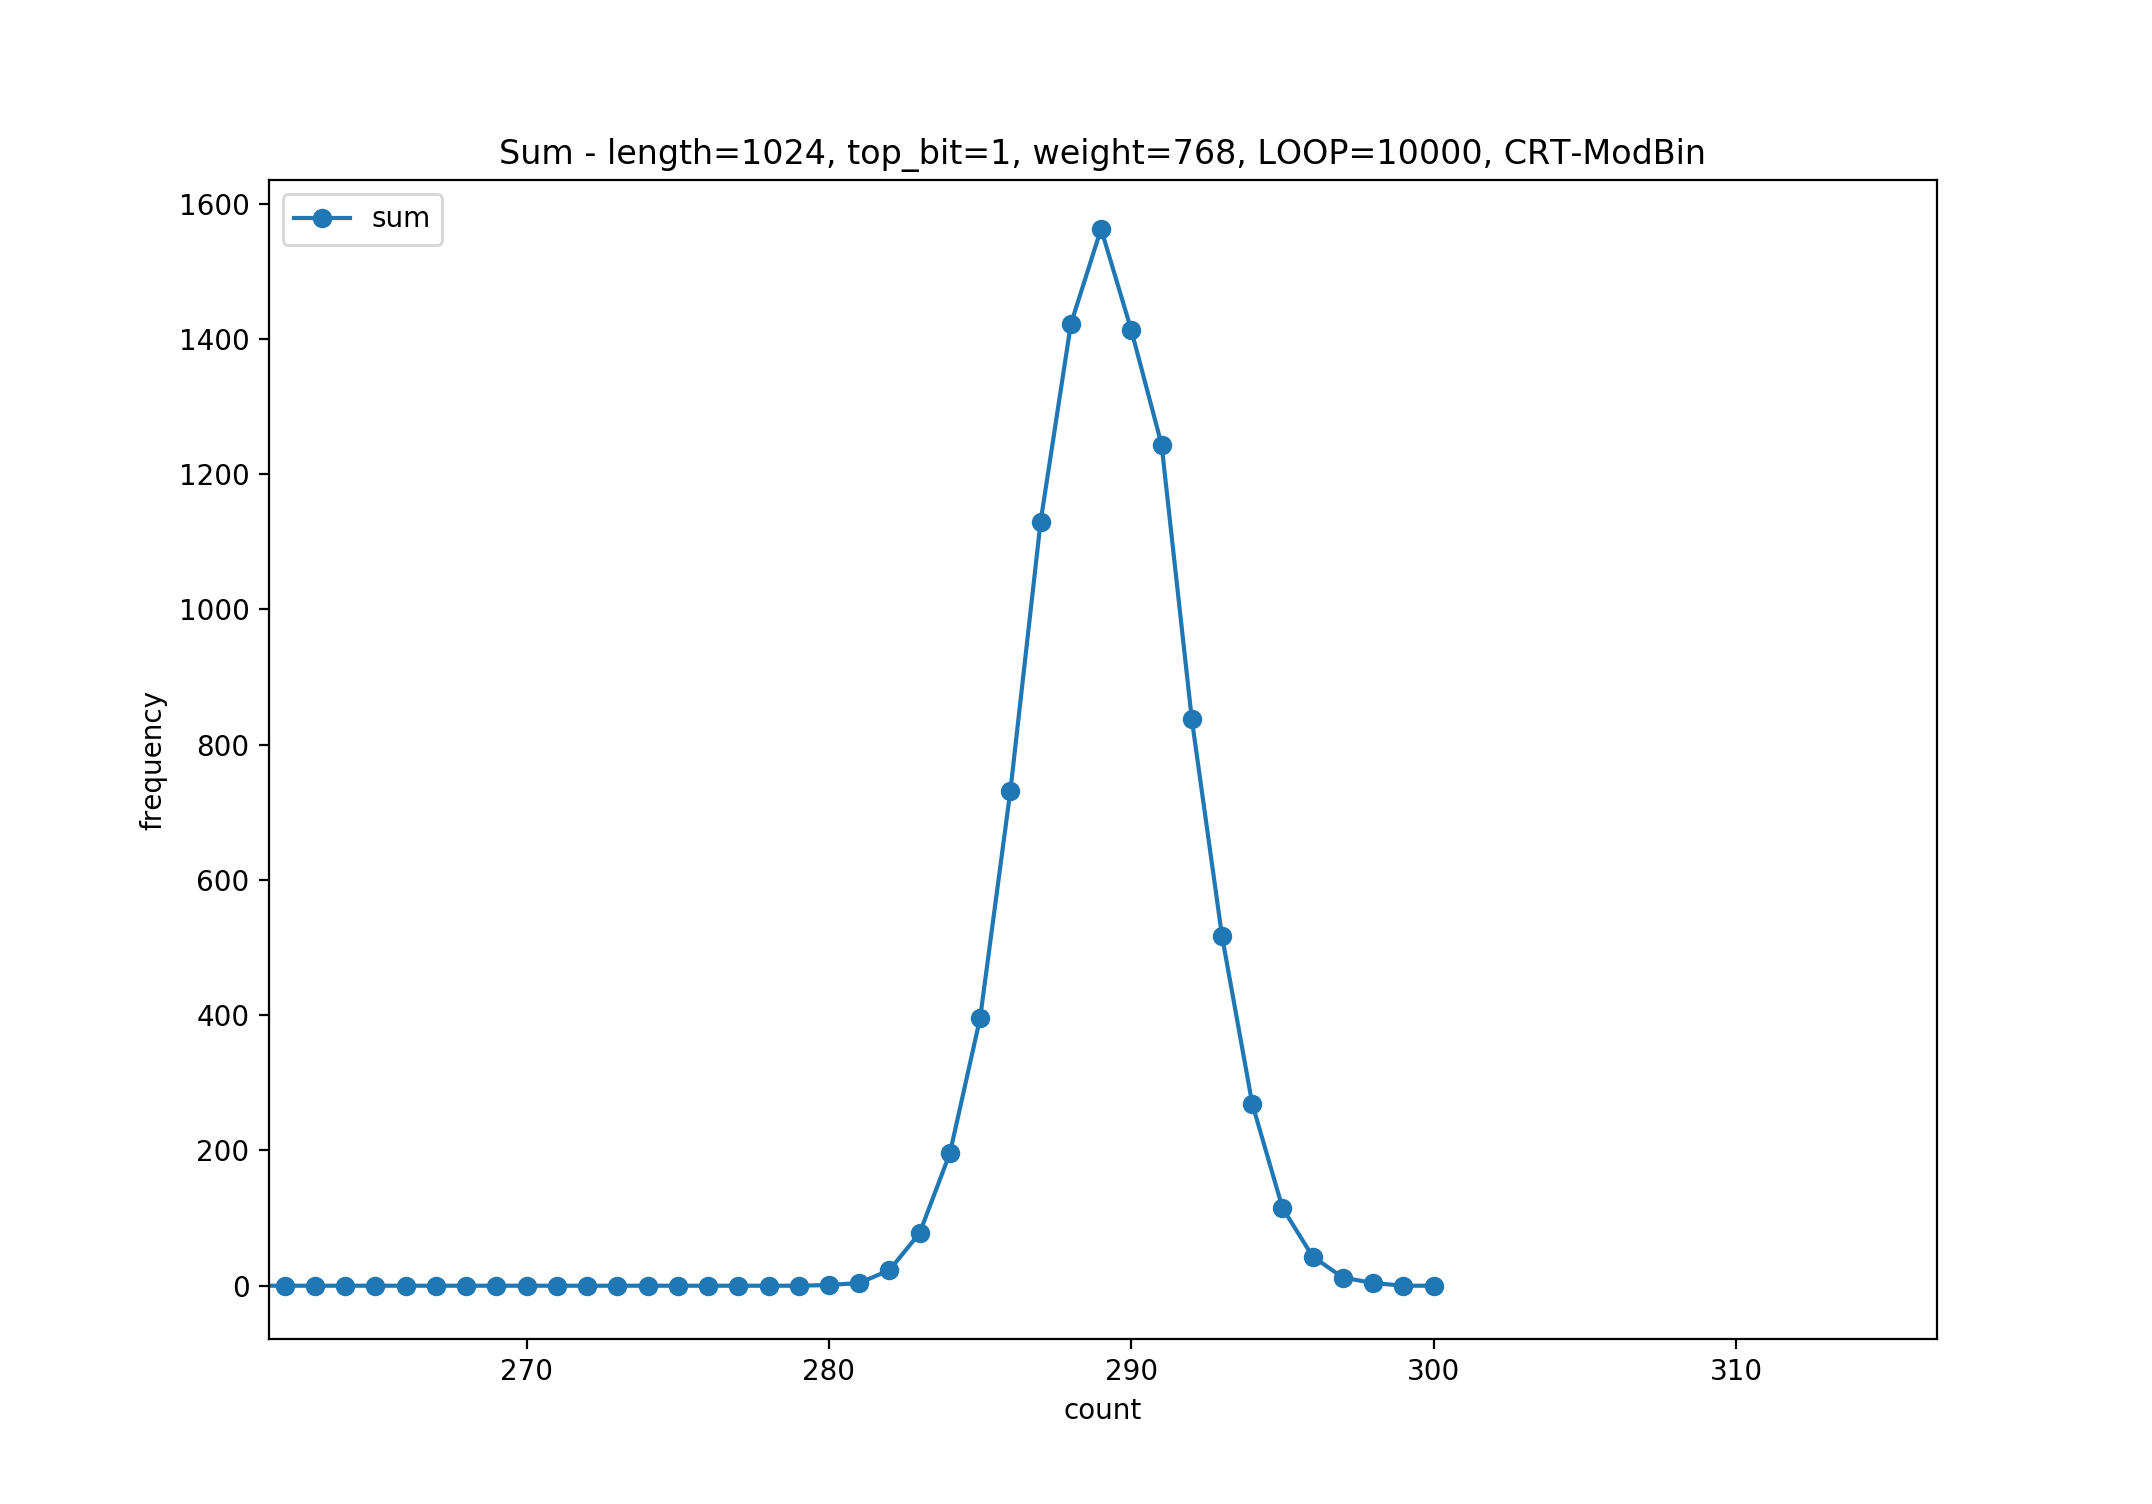 Sum - length=1024, top_bit=1, weight=768, LOOP=10000, CRT-ModBin
sum
1600
1400
1200
1000
800
600
400
200
0
frequency
270 280 290 300 310
count